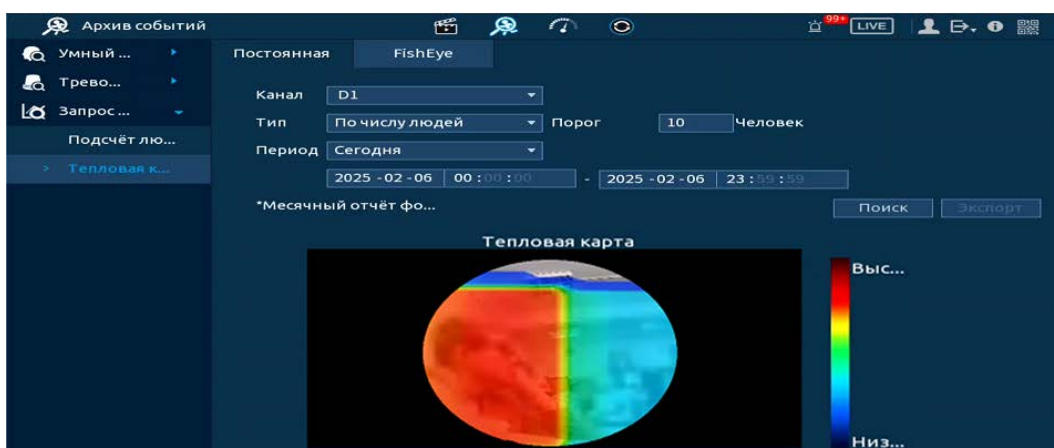 Архив событий 99+ LIVE
Умный ...
Трево...
Запрос ...
Подсчёт лю...
> Тепловая к...
Постоянная FishEye
Канал D1
Тип По числу людей Порог 10 Человек
Период Сегодня
2025 -02 -06 00 :00 :00 - 2025 -02 -06 23 :59 :59
*Месячный отчёт фо... Поиск Экспорт
Тепловая карта
Выс...
Низ...